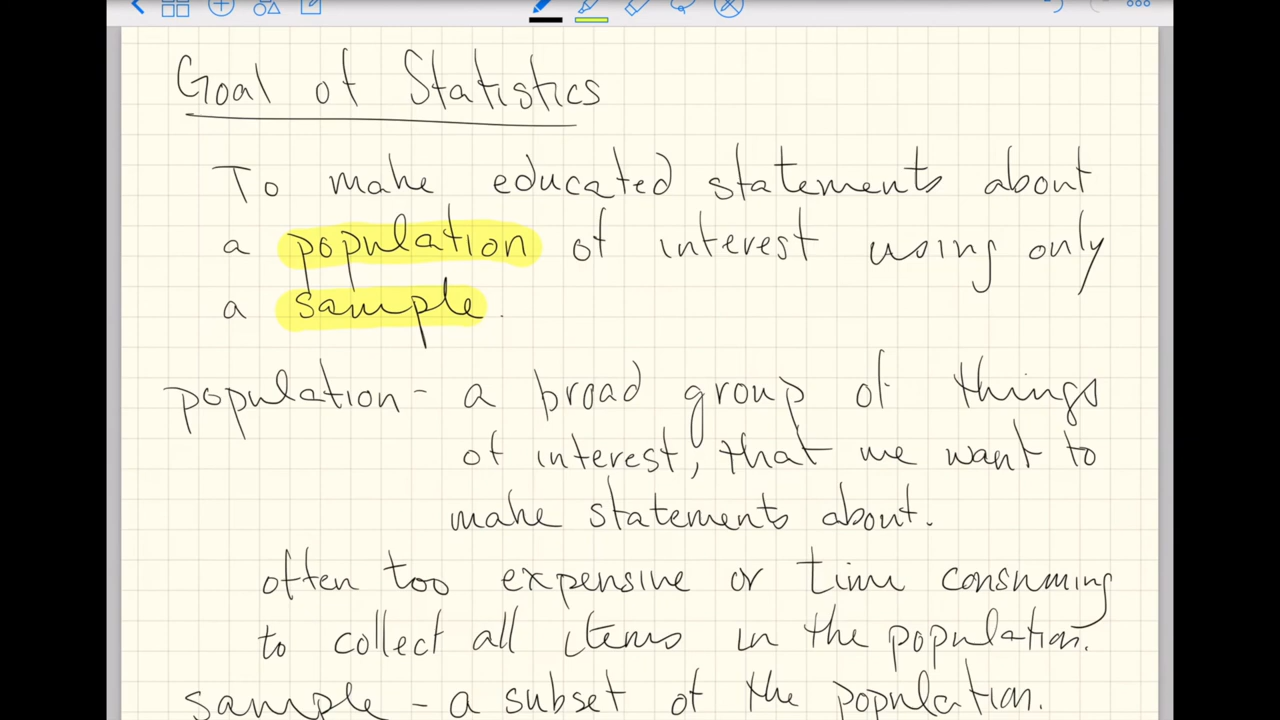 Goal of Statistics
To make educated statements about
a population of interest using only
a sample.
population - a broad group of things
of interest, that we want to
make statements about.
often too expensive or time consuming
to collect all items in the population.
sample - a subset of the population.